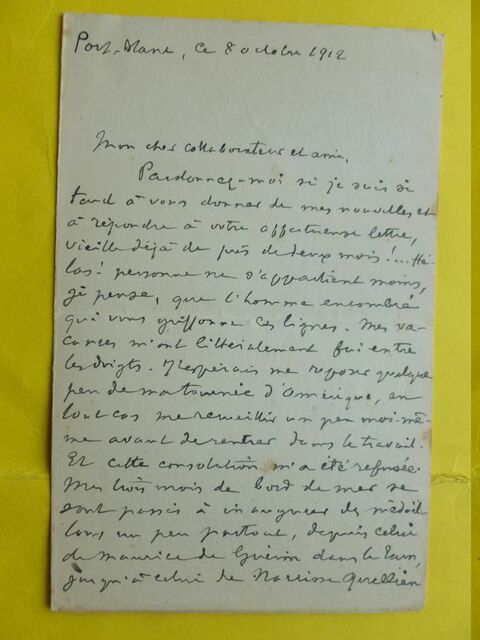 Port-Blanc, ce 8 octobre 1912
Mon cher collaborateur et ami,
Pardonnez-moi si je suis si
tard à vous donner de mes nouvelles et
à répondre à votre affectueuse lettre,
vieille déjà de près de deux mois!... Hé-
las! personne ne s'appartient moins,
je pense, que l'homme encombré
qui vous griffonne ces lignes. Mes va-
cances m'ont littéralement fui entre
les doigts. J'espérais me reposer quelque
peu de ma tournée d'Amérique, en
tout cas me recueillir un peu moi-mê-
me avant de rentrer dans le travail.
Et cette consolation m'a été refusée.
Mes trois mois de bord de mer se
sont passés à inaugurer des médail-
lons un peu partout, depuis celui
de Maurice de Guérin dans le Tarn
jusqu'à celui de Narcisse Quellien